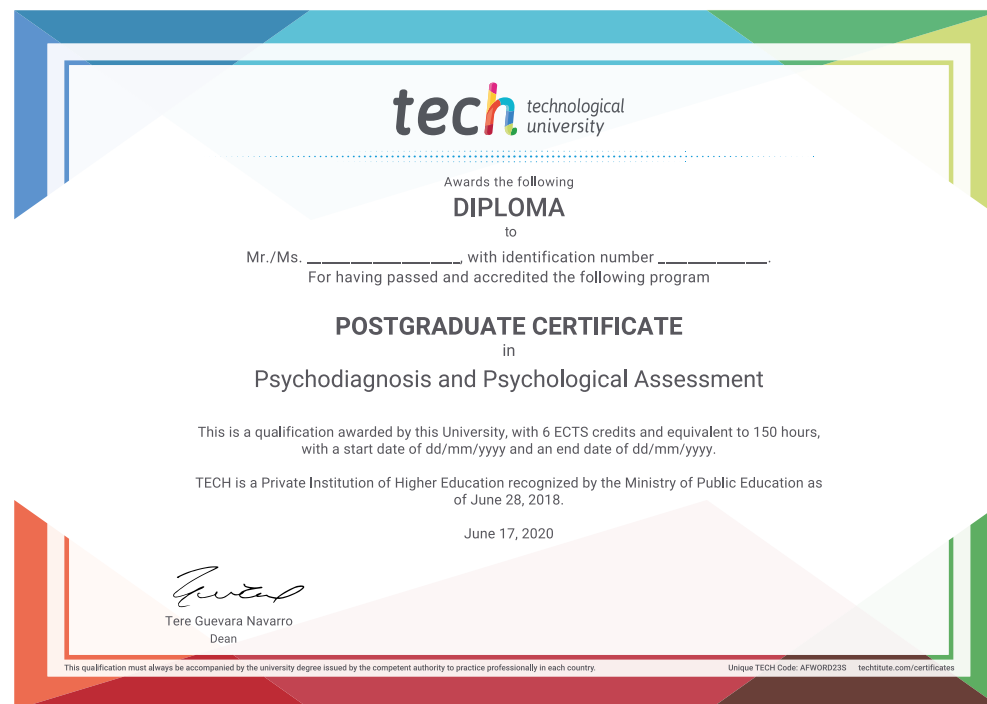 tech technological
university
Awards the following
DIPLOMA
to
Mr./Ms. ____________________, with identification number ______________.
For having passed and accredited the following program
POSTGRADUATE CERTIFICATE
in
Psychodiagnosis and Psychological Assessment
This is a qualification awarded by this University, with 6 ECTS credits and equivalent to 150 hours,
with a start date of dd/mm/yyyy and an end date of dd/mm/yyyy.
TECH is a Private Institution of Higher Education recognized by the Ministry of Public Education as
of June 28, 2018.
June 17, 2020
Tere Guevara Navarro
Dean
This qualification must always be accompanied by the university degree issued by the competent authority to practice professionally in each country.
Unique TECH Code: AFWORD23S techtitute.com/certificates